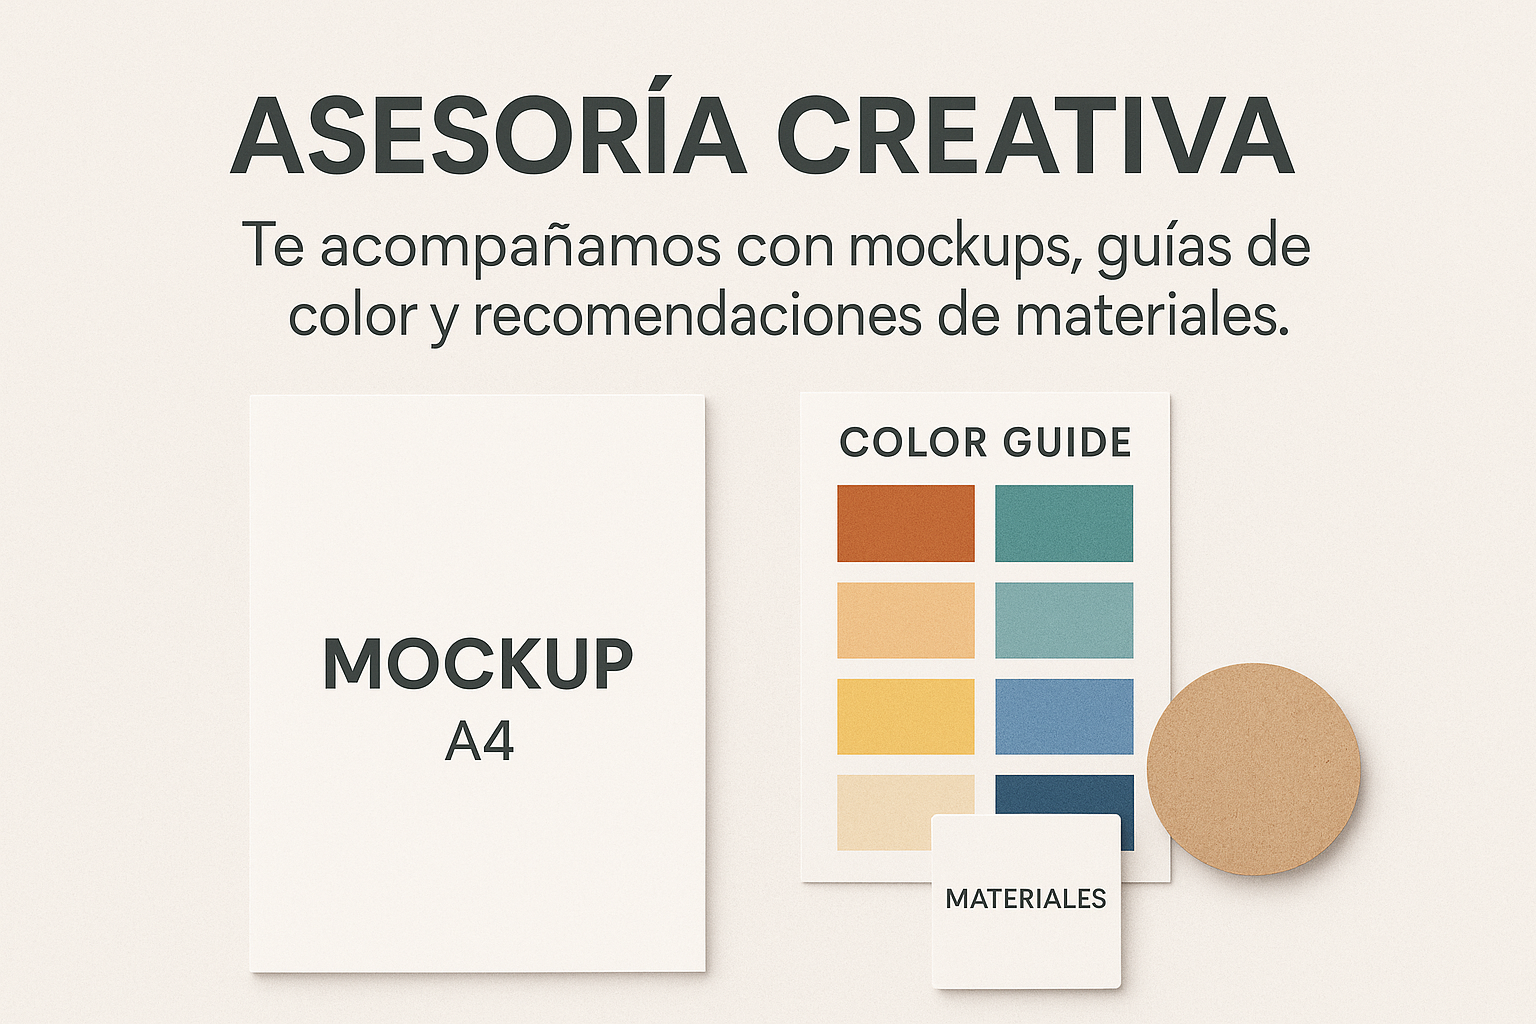 ASESORÍA CREATIVA
Te acompañamos con mockups, guías de
color y recomendaciones de materiales.
MOCKUP
A4
COLOR GUIDE
MATERIALES